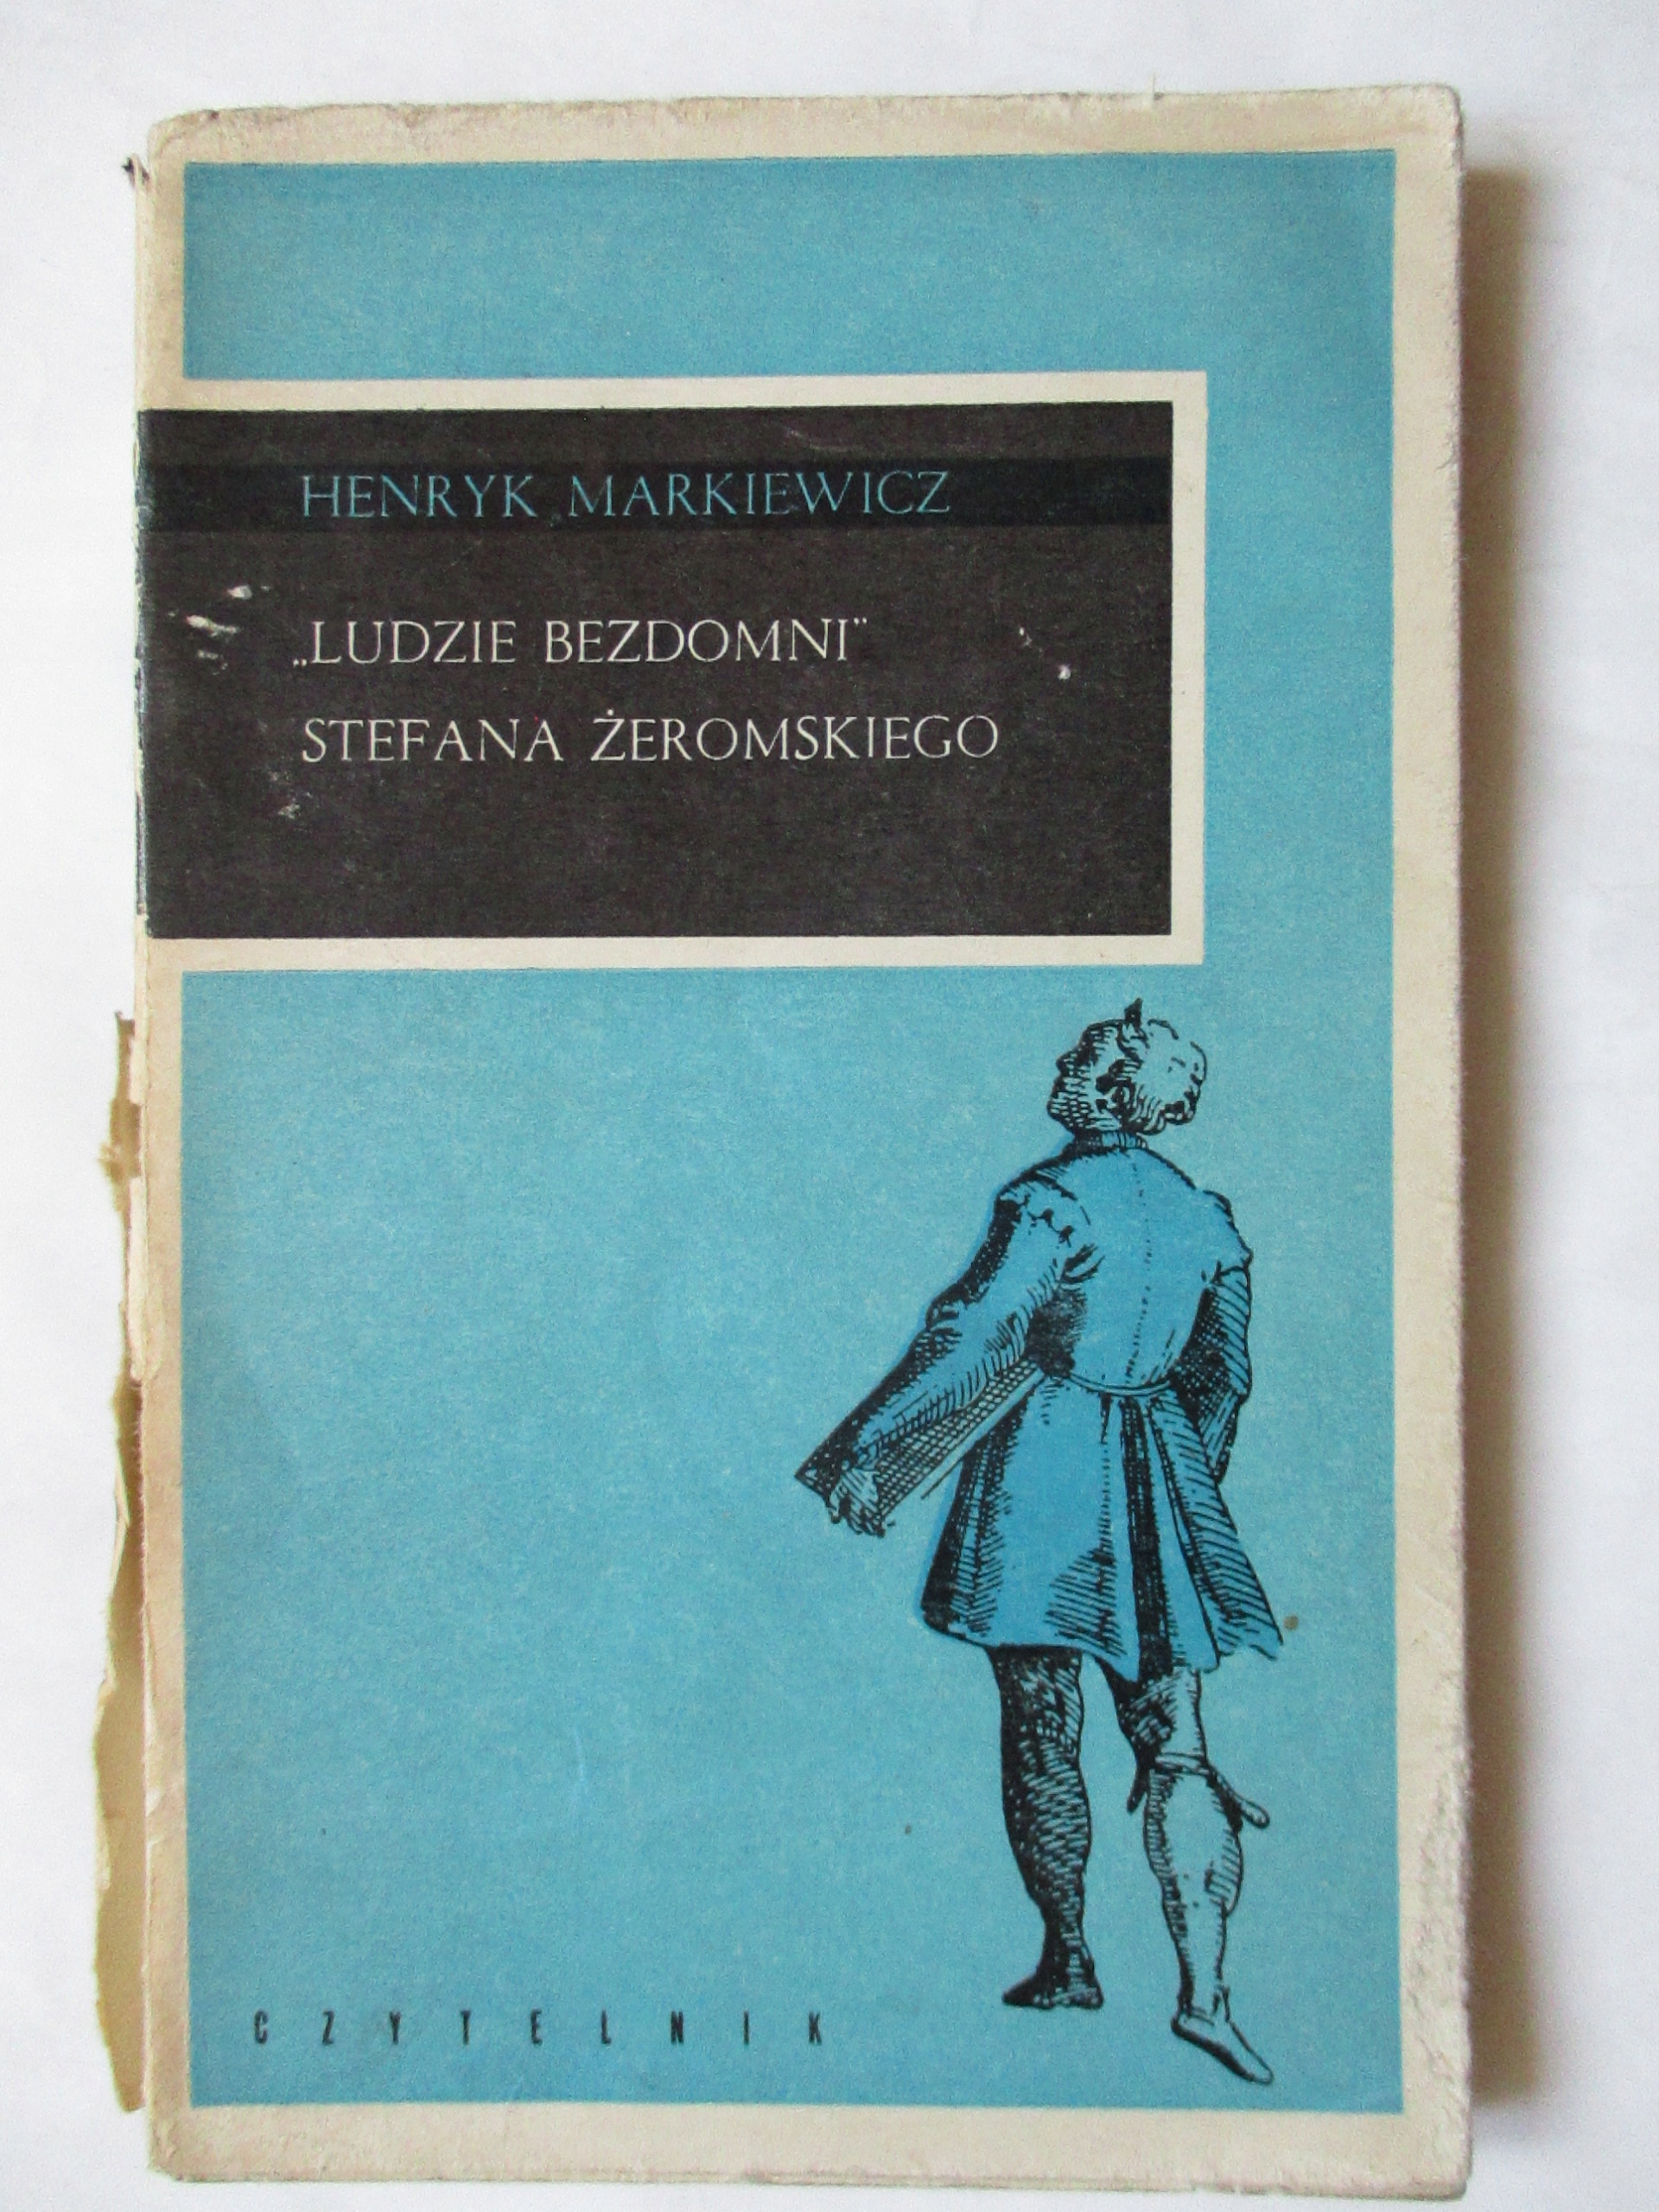 HENRYK MARKIEWICZ
„LUDZIE BEZDOMNI”
STEFANA ŻEROMSKIEGO
CZYTELNIK